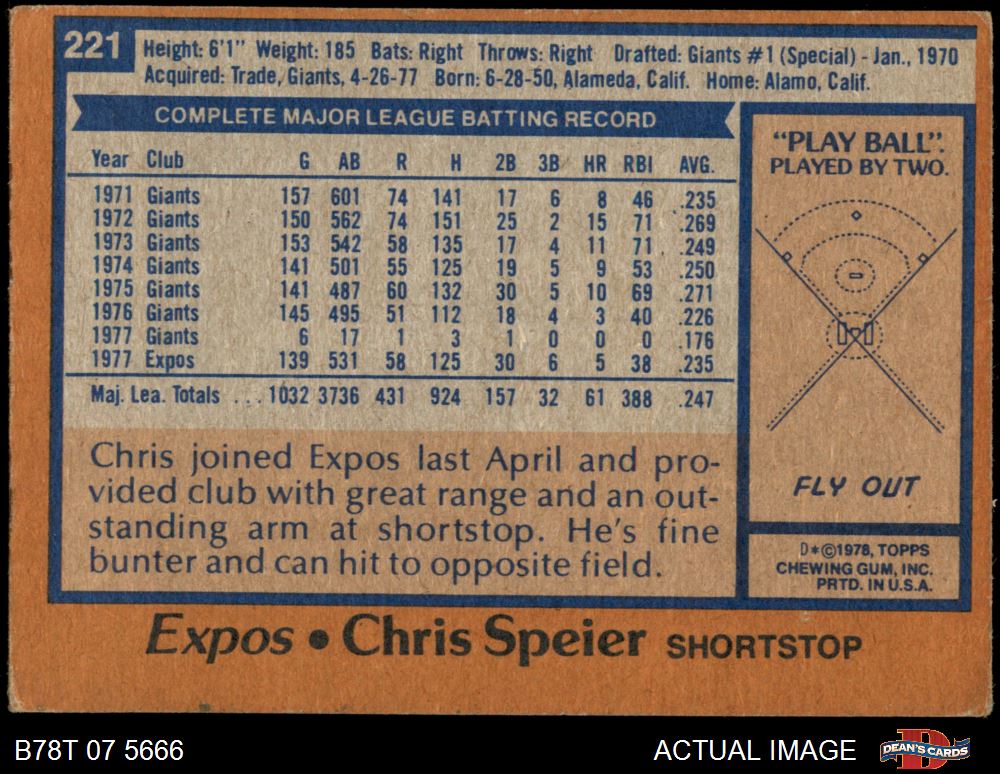 221
Height: 6'1" Weight: 185 Bats: Right Throws: Right Drafted: Giants #1 (Special) - Jan., 1970
Acquired: Trade, Giants, 4-26-77 Born: 6-28-50, Alameda, Calif. Home: Alamo, Calif.
COMPLETE MAJOR LEAGUE BATTING RECORD
Year Club G AB R H 2B 3B HR RBI AVG.
1971 Giants 157 601 74 141 17 6 8 46 .235
1972 Giants 150 562 74 151 25 2 15 71 .269
1973 Giants 153 542 58 135 17 4 11 71 .249
1974 Giants 141 501 55 125 19 5 9 53 .250
1975 Giants 141 487 60 132 30 5 10 69 .271
1976 Giants 145 495 51 112 18 4 3 40 .226
1977 Giants 6 17 1 3 1 0 0 0 .176
1977 Expos 139 531 58 125 30 6 5 38 .235
Maj. Lea. Totals ... 1032 3736 431 924 157 32 61 388 .247
Chris joined Expos last April and pro-
vided club with great range and an out-
standing arm at shortstop. He's fine
bunter and can hit to opposite field.
"PLAY BALL".
PLAYED BY TWO.
FLY OUT
D*©1978, TOPPS
CHEWING GUM, INC.
PRTD. IN U.S.A.
Expos • Chris Speier SHORTSTOP
B78T 07 5666
ACTUAL IMAGE
DEAN'S CARDS